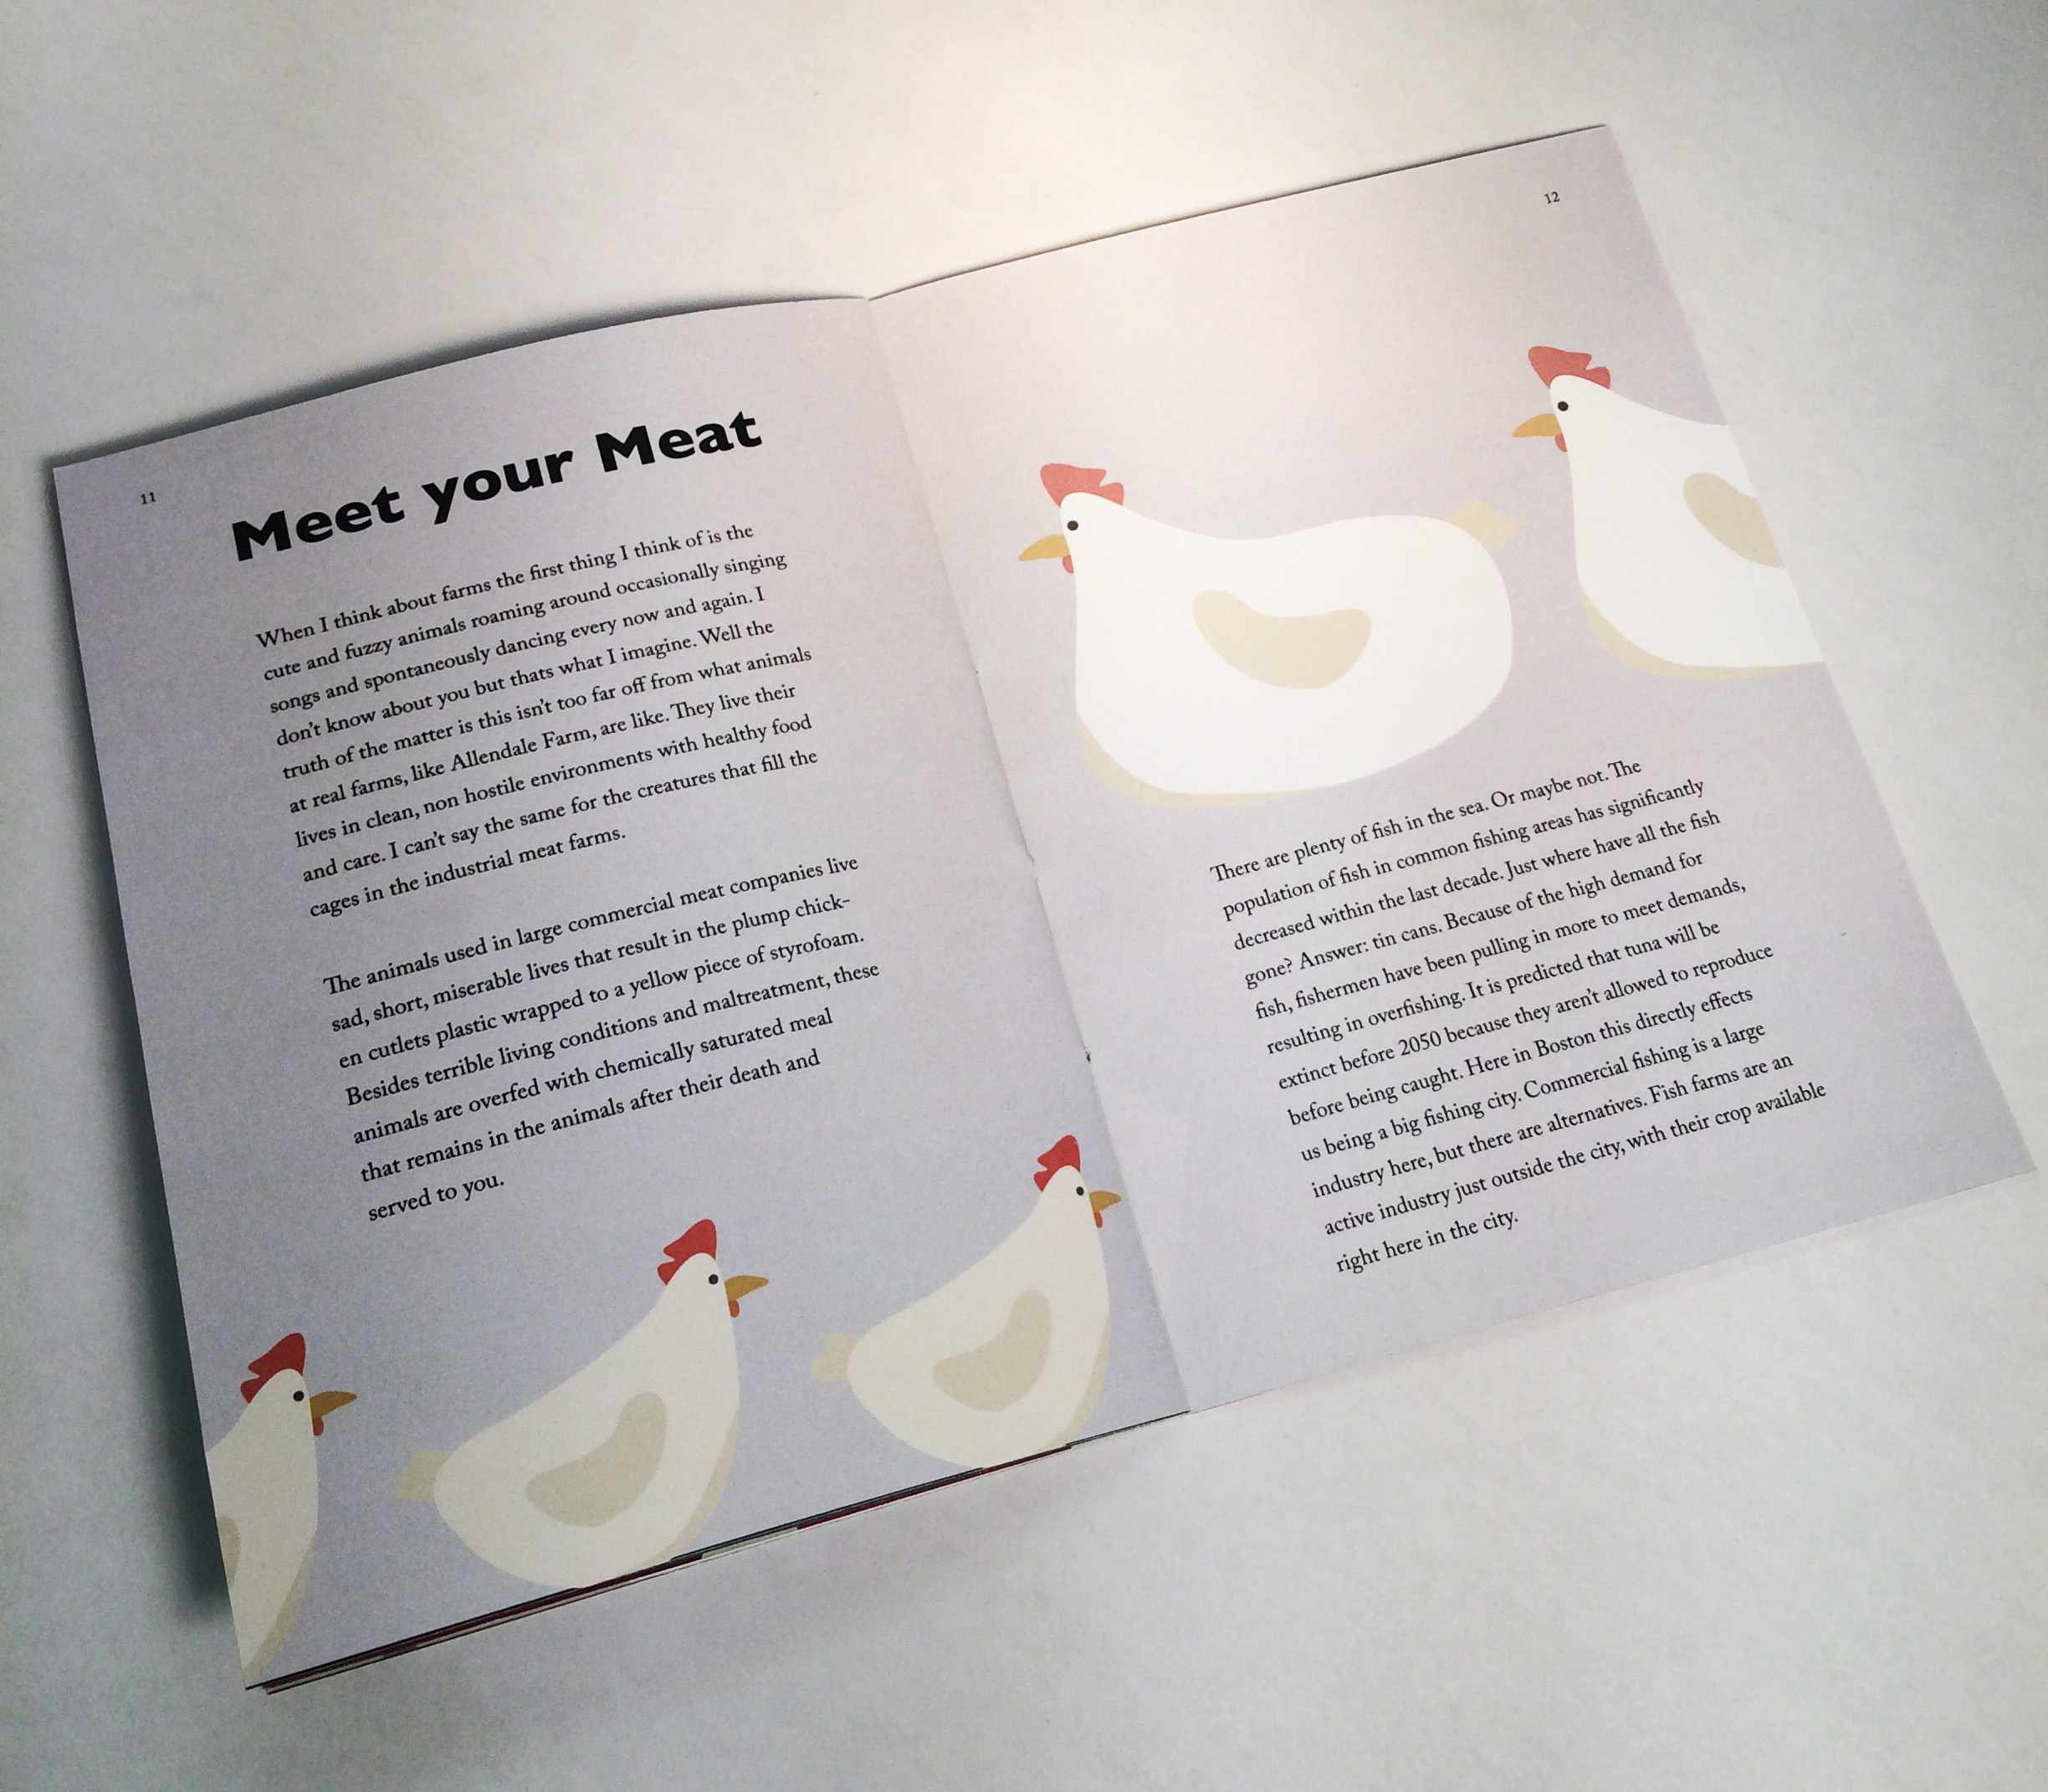 11
Meet your Meat
When I think about farms the first thing I think of is the
cute and fuzzy animals roaming around occasionally singing
songs and spontaneously dancing every now and again. I
don't know about you but thats what I imagine. Well the
truth of the matter is this isn't too far off from what animals
at real farms, like Allendale Farm, are like. They live their
lives in clean, non hostile environments with healthy food
and care. I can't say the same for the creatures that fill the
cages in the industrial meat farms.
The animals used in large commercial meat companies live
sad, short, miserable lives that result in the plump chick-
en cutlets plastic wrapped to a yellow piece of styrofoam.
Besides terrible living conditions and maltreatment, these
animals are overfed with chemically saturated meal
that remains in the animals after their death and
served to you.
12
There are plenty of fish in the sea. Or maybe not. The
population of fish in common fishing areas has significantly
decreased within the last decade. Just where have all the fish
gone? Answer: tin cans. Because of the high demand for
fish, fishermen have been pulling in more to meet demands,
resulting in overfishing. It is predicted that tuna will be
extinct before 2050 because they aren't allowed to reproduce
before being caught. Here in Boston this directly effects
us being a big fishing city. Commercial fishing is a large
industry here, but there are alternatives. Fish farms are an
active industry just outside the city, with their crop available
right here in the city.